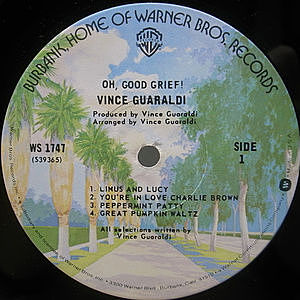 BURBANK, HOME OF WARNER BROS. RECORDS
WB
OH, GOOD GRIEF!
VINCE GUARALDI
Produced by Vince Guaraldi
Arranged by Vince Guaraldi
WS 1747
(S39365)
SIDE
1
1. LINUS AND LUCY
2. YOU'RE IN LOVE CHARLIE BROWN
3. PEPPERMINT PATTY
4. GREAT PUMPKIN WALTZ
All selections written by
Vince Guaraldi